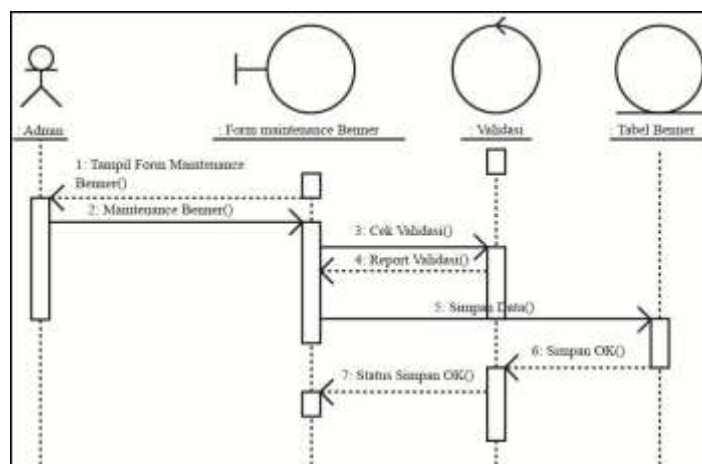 : Admin
: Form maintenance Benner
: Validasi
: Tabel Benner
1: Tampil Form Maintenance
Benner()
2: Maintenance Benner()
3: Cek Validasi()
4: Report Validasi()
5: Simpan Data()
6: Simpan OK()
7: Status Simpan OK()